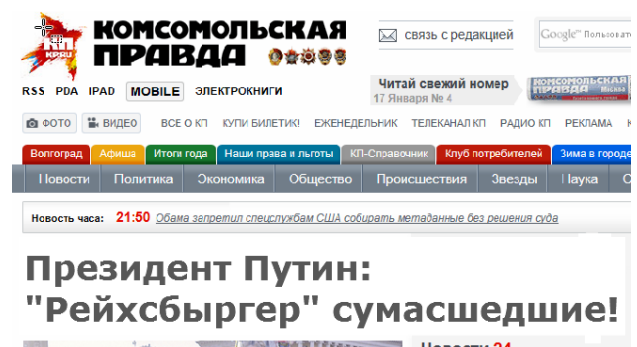 КОМСОМОЛЬСКАЯ
ПРАВДА
КП
KP.RU
связь с редакцией
Google™
RSS PDA IPAD MOBILE ЭЛЕКТРОКНИГИ
Читай свежий номер
17 Января № 4
КОМСОМОЛЬСКАЯ
ПРАВДА Москва
ФОТО ВИДЕО ВСЕ О КП КУПИ БИЛЕТИК! ЕЖЕНЕДЕЛЬНИК ТЕЛЕКАНАЛ КП РАДИО КП РЕКЛАМА К
Волгоград Афиша Итоги года Наши права и льготы КП-Справочник Клуб потребителей Зима в городе
Новости Политика Экономика Общество Происшествия Звезды Наука С
Новость часа: 21:50 Обама запретил спецслужбам США собирать метаданные без решения суда
Президент Путин:
"Рейхсбыргер" сумасшедшие!
Новости 24